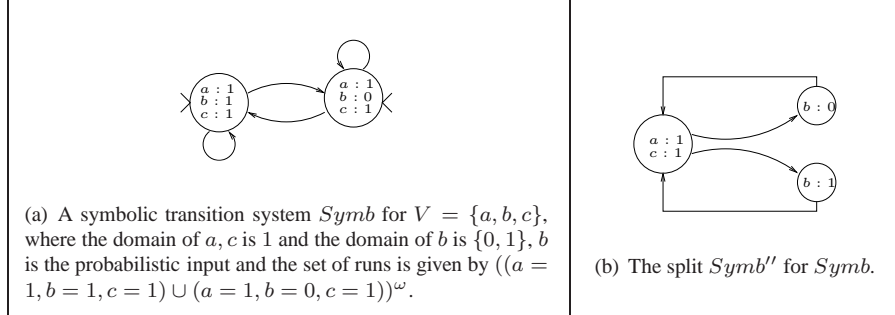 a : 1
b : 1
c : 1
a : 1
b : 0
c : 1
(a) A symbolic transition system Symb for V = {a, b, c},
where the domain of a, c is 1 and the domain of b is {0, 1}, b
is the probabilistic input and the set of runs is given by ((a =
1, b = 1, c = 1) ∪ (a = 1, b = 0, c = 1))^ω.
a : 1
c : 1
b : 0
b : 1
(b) The split Symb′′ for Symb.